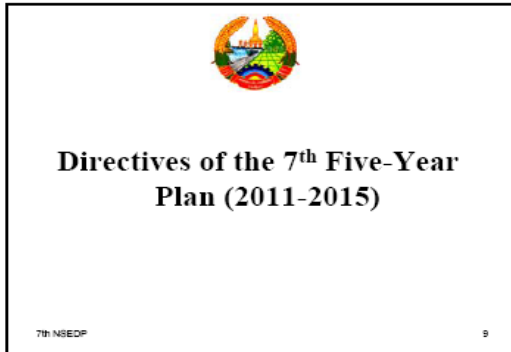 Directives of the 7th Five-Year
Plan (2011-2015)
7th NSEDP
9